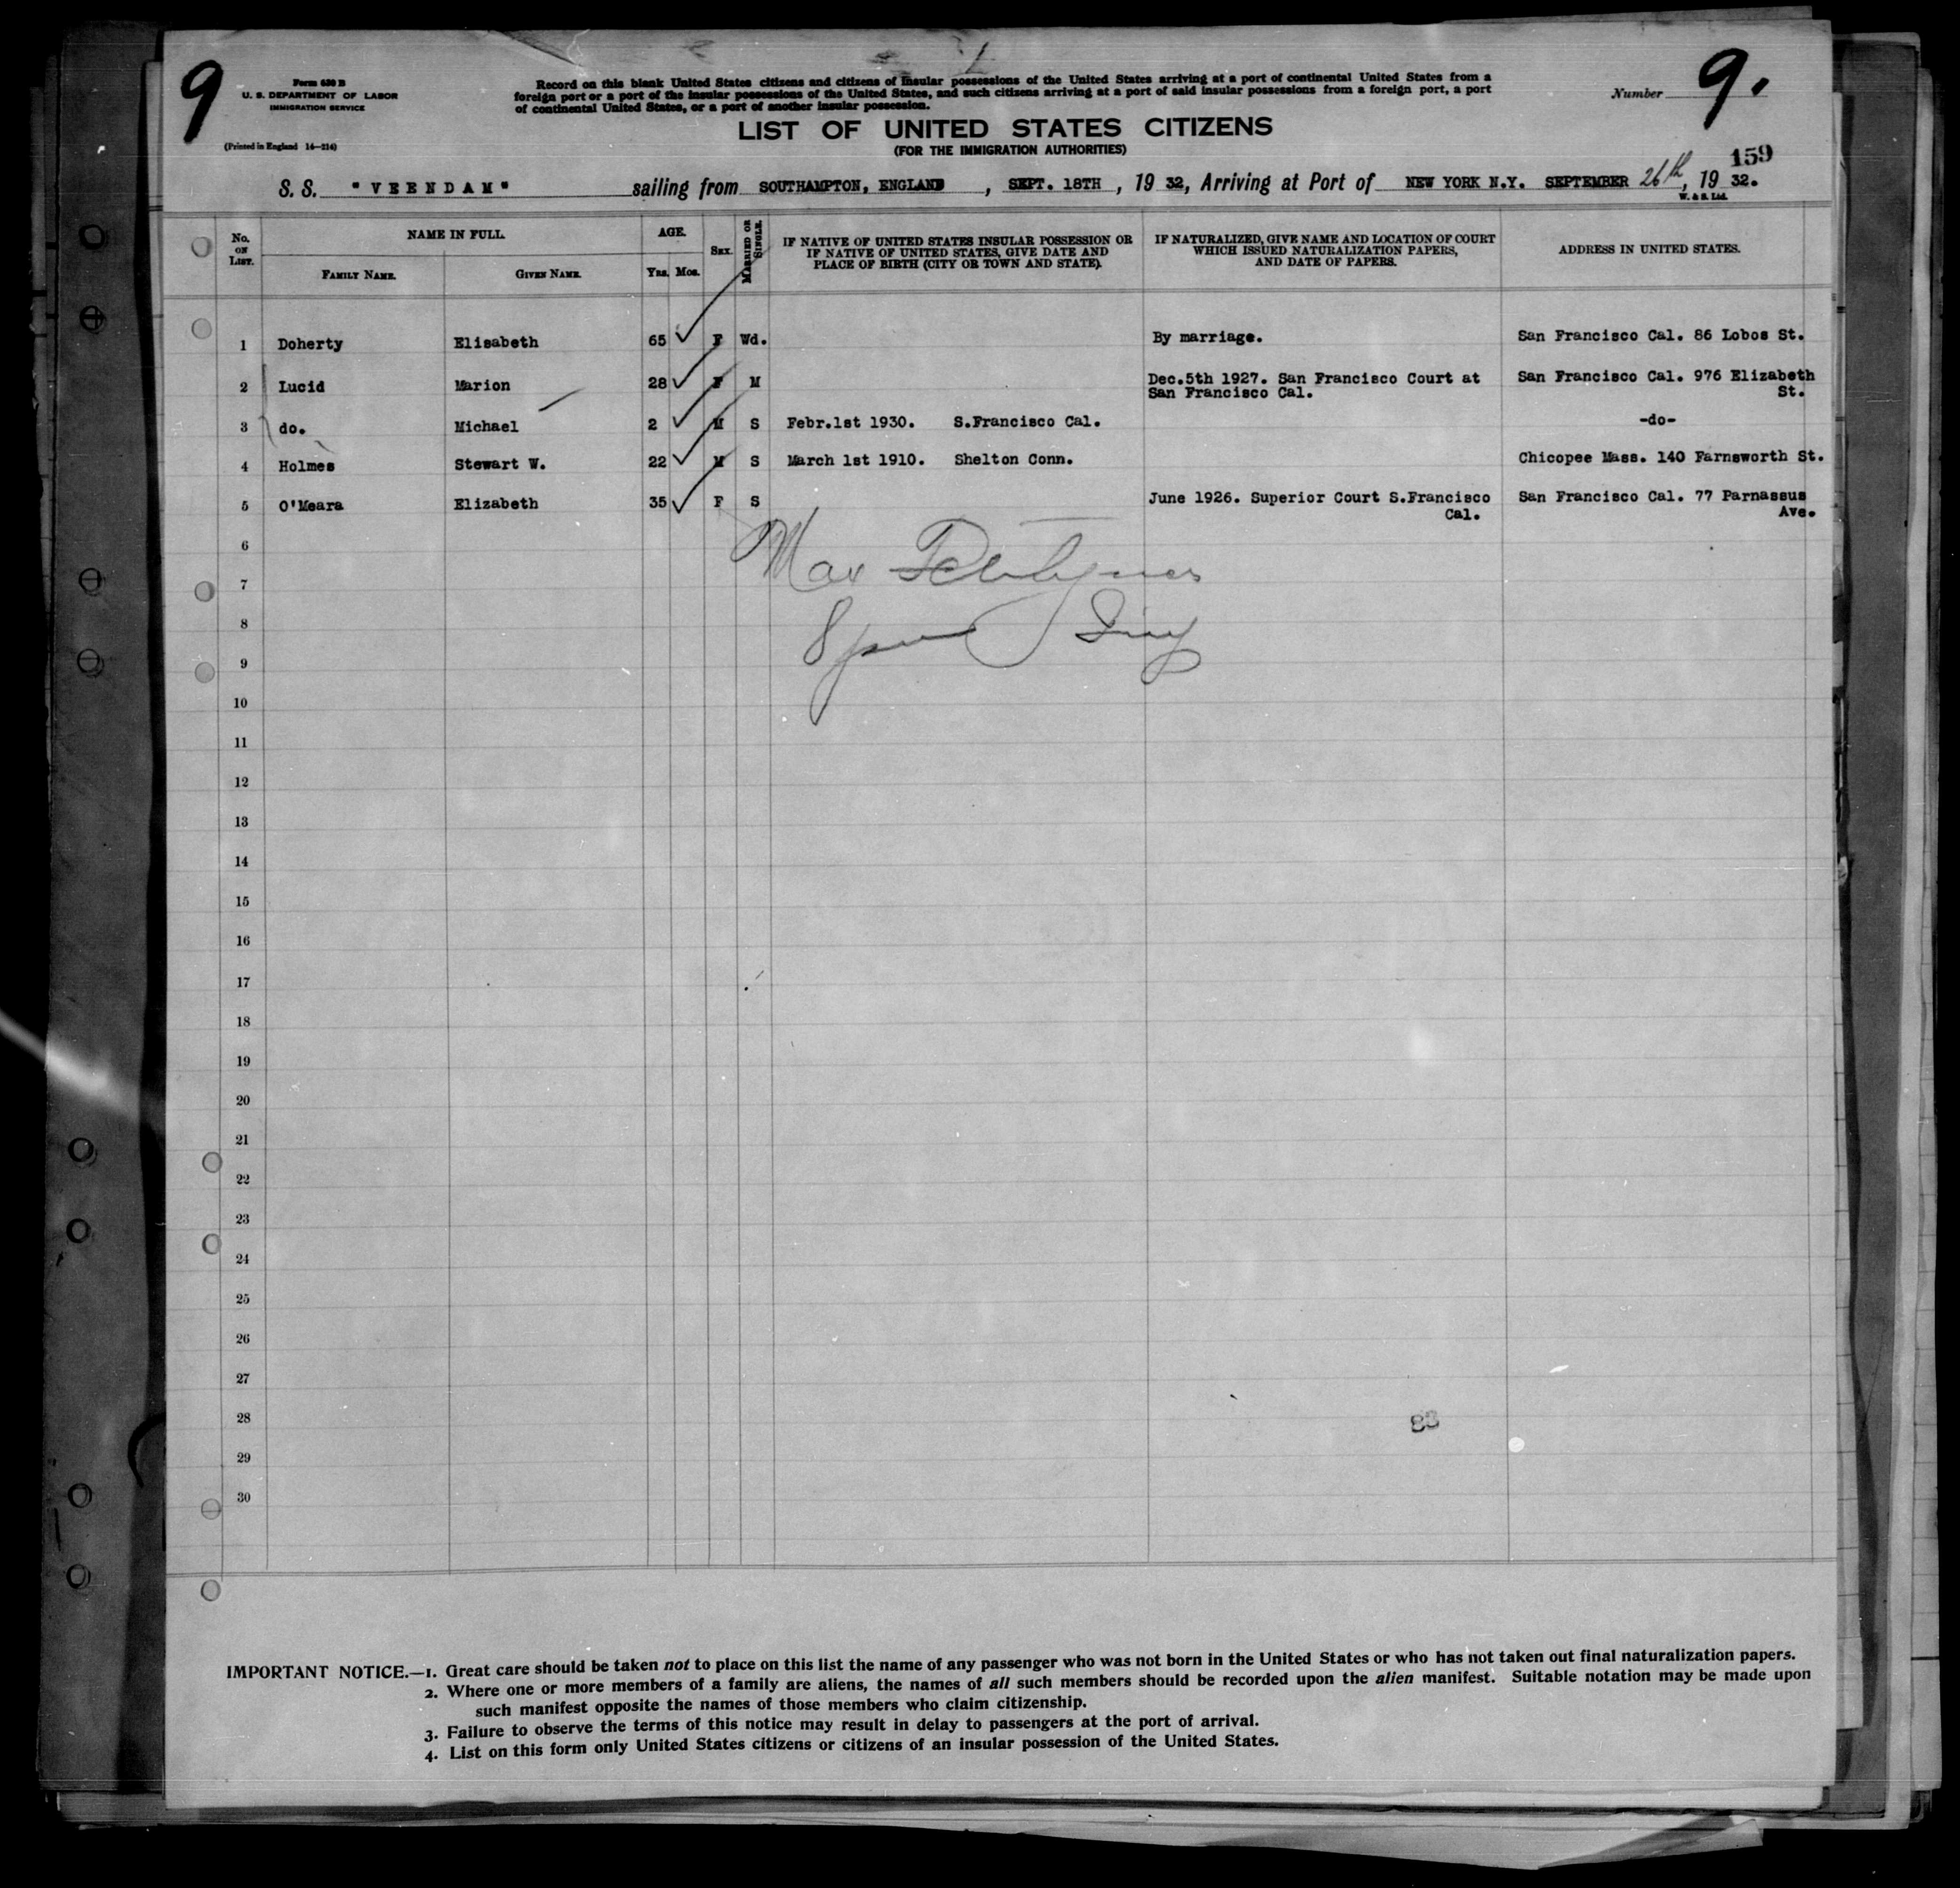 9
Form 630 B
U. S. DEPARTMENT OF LABOR
IMMIGRATION SERVICE
(Printed in England 14—214)
Record on this blank United States citizens and citizens of insular possessions of the United States arriving at a port of continental United States from a
foreign port or a port of the insular possessions of the United States, and such citizens arriving at a port of said insular possessions from a foreign port, a port
of continental United States, or a port of another insular possession.
LIST OF UNITED STATES CITIZENS
(FOR THE IMMIGRATION AUTHORITIES)
Number 9.
159
S. S. "VEENDAM" sailing from SOUTHAMPTON, ENGLAND, SEPT. 18TH, 19 32, Arriving at Port of NEW YORK N.Y. SEPTEMBER 26th, 19 32.
W. & S. Ltd.
No. ON LIST. NAME IN FULL. AGE. SEX. MARRIED OR SINGLE. IF NATIVE OF UNITED STATES INSULAR POSSESSION OR IF NATIVE OF UNITED STATES, GIVE DATE AND PLACE OF BIRTH (CITY OR TOWN AND STATE). IF NATURALIZED, GIVE NAME AND LOCATION OF COURT WHICH ISSUED NATURALIZATION PAPERS, AND DATE OF PAPERS. ADDRESS IN UNITED STATES.
FAMILY NAME. GIVEN NAME. Yrs. Mos.
1 Doherty Elisabeth 65 F Wd. By marriage. San Francisco Cal. 86 Lobos St.
2 Lucid Marion 28 F M Dec.5th 1927. San Francisco Court at San Francisco Cal. San Francisco Cal. 976 Elizabeth St.
3 do. Michael 2 M S Febr.1st 1930. S.Francisco Cal. -do-
4 Holmes Stewart W. 22 M S March 1st 1910. Shelton Conn. Chicopee Mass. 140 Farnsworth St.
5 O'Meara Elizabeth 35 F S June 1926. Superior Court S.Francisco Cal. San Francisco Cal. 77 Parnassus Ave.
6
Max
7
8
9
10
11
12
13
14
15
16
17
18
19
20
21
22
23
24
25
26
27
28
83
29
30
IMPORTANT NOTICE.—1. Great care should be taken not to place on this list the name of any passenger who was not born in the United States or who has not taken out final naturalization papers.
2. Where one or more members of a family are aliens, the names of all such members should be recorded upon the alien manifest. Suitable notation may be made upon
such manifest opposite the names of those members who claim citizenship.
3. Failure to observe the terms of this notice may result in delay to passengers at the port of arrival.
4. List on this form only United States citizens or citizens of an insular possession of the United States.